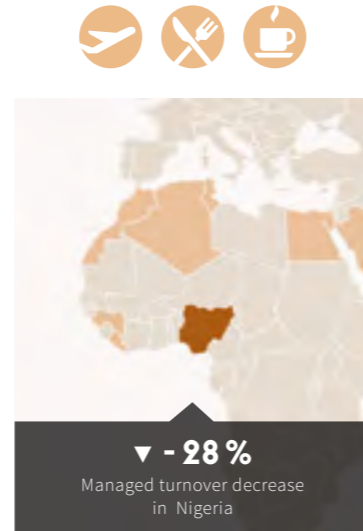 ▼ - 28 %
Managed turnover decrease
in Nigeria